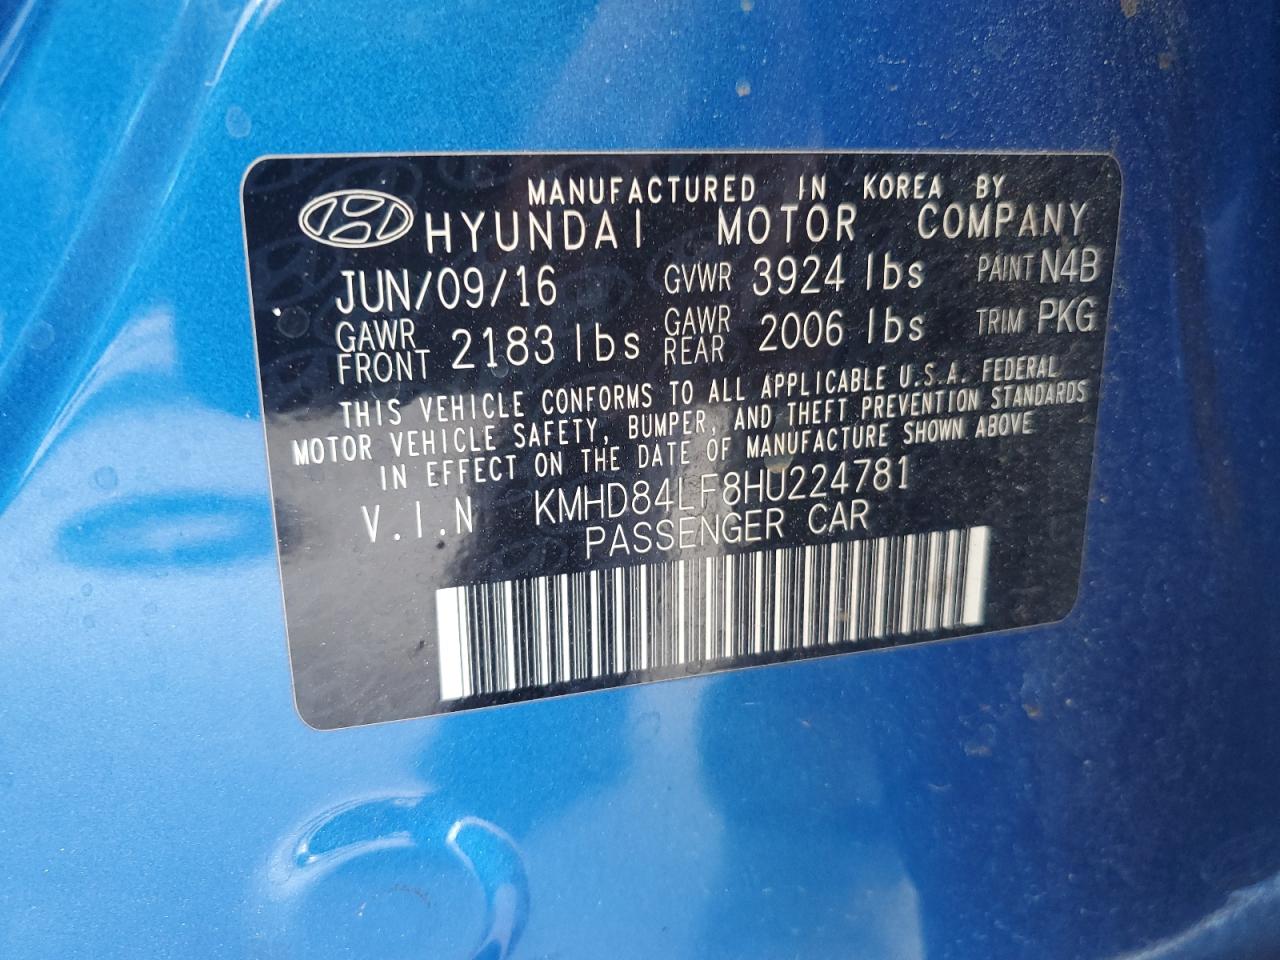 MANUFACTURED IN KOREA BY
HYUNDAI MOTOR COMPANY
JUN/09/16 GVWR 3924 lbs PAINT N4B
GAWR FRONT 2183 lbs GAWR REAR 2006 lbs TRIM PKG
THIS VEHICLE CONFORMS TO ALL APPLICABLE U.S.A. FEDERAL
MOTOR VEHICLE SAFETY, BUMPER, AND THEFT PREVENTION STANDARDS
IN EFFECT ON THE DATE OF MANUFACTURE SHOWN ABOVE
V.I.N KMHD84LF8HU224781
PASSENGER CAR